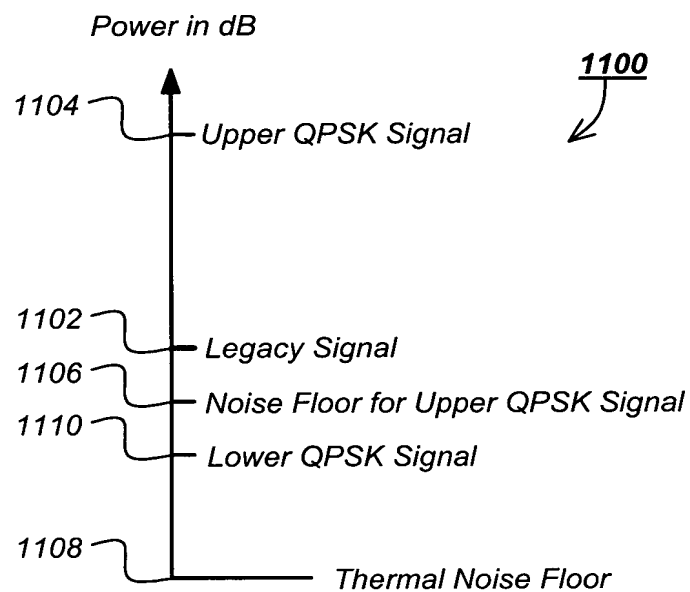 Power in dB
1100
1104
Upper QPSK Signal
1102
Legacy Signal
1106
Noise Floor for Upper QPSK Signal
1110
Lower QPSK Signal
1108
Thermal Noise Floor